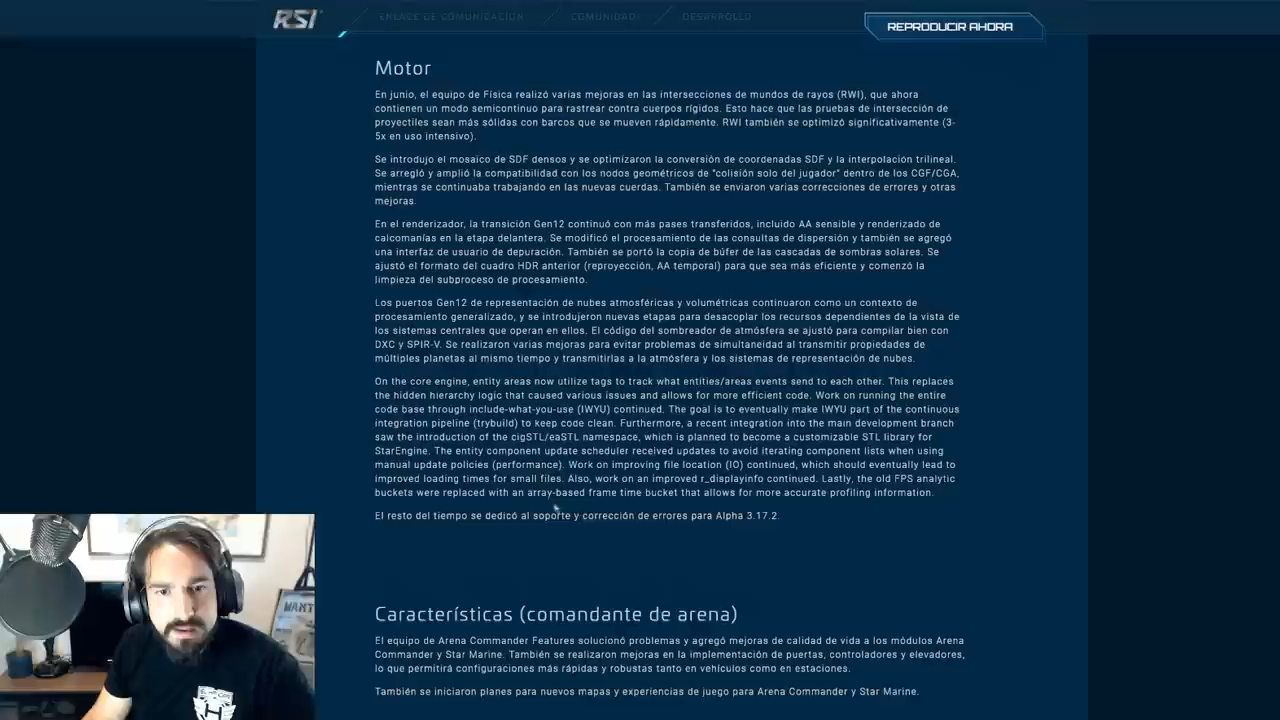 RSI
ENLACE DE COMUNICACIÓN
COMUNIDAD!
DESARROLLO
REPRODUCIR AHORA
Motor
En junio, el equipo de Física realizó varias mejoras en las intersecciones de mundos de rayos (RWI), que ahora
contienen un modo semicontinuo para rastrear contra cuerpos rígidos. Esto hace que las pruebas de intersección de
proyectiles sean más sólidas con barcos que se mueven rápidamente. RWI también se optimizó significativamente (3-
5x en uso intensivo).
Se introdujo el mosaico de SDF densos y se optimizaron la conversión de coordenadas SDF y la interpolación trilineal.
Se arregló y amplió la compatibilidad con los nodos geométricos de "colisión solo del jugador" dentro de los CGF/CGA,
mientras se continuaba trabajando en las nuevas cuerdas. También se enviaron varias correcciones de errores y otras
mejoras.
En el renderizador, la transición Gen12 continuó con más pases transferidos, incluido AA sensible y renderizado de
calcomanías en la etapa delantera. Se modificó el procesamiento de las consultas de dispersión y también se agregó
una interfaz de usuario de depuración. También se portó la copia de búfer de las cascadas de sombras solares. Se
ajustó el formato del cuadro HDR anterior (reproyección, AA temporal) para que sea más eficiente y comenzó la
limpieza del subproceso de procesamiento.
Los puertos Gen12 de representación de nubes atmosféricas y volumétricas continuaron como un contexto de
procesamiento generalizado, y se introdujeron nuevas etapas para desacoplar los recursos dependientes de la vista de
los sistemas centrales que operan en ellos. El código del sombreador de atmósfera se ajustó para compilar bien con
DXC y SPIR-V. Se realizaron varias mejoras para evitar problemas de simultaneidad al transmitir propiedades de
múltiples planetas al mismo tiempo y transmitirlas a la atmósfera y los sistemas de representación de nubes.
On the core engine, entity areas now utilize tags to track what entities/areas events send to each other. This replaces
the hidden hierarchy logic that caused various issues and allows for more efficient code. Work on running the entire
code base through include-what-you-use (IWYU) continued. The goal is to eventually make IWYU part of the continuous
integration pipeline (trybuild) to keep code clean. Furthermore, a recent integration into the main development branch
saw the introduction of the cigSTL/eaSTL namespace, which is planned to become a customizable STL library for
StarEngine. The entity component update scheduler received updates to avoid iterating component lists when using
manual update policies (performance). Work on improving file location (IO) continued, which should eventually lead to
improved loading times for small files. Also, work on an improved r_displayinfo continued. Lastly, the old FPS analytic
buckets were replaced with an array-based frame time bucket that allows for more accurate profiling information.
El resto del tiempo se dedicó al soporte y corrección de errores para Alpha 3.17.2.
Características (comandante de arena)
El equipo de Arena Commander Features solucionó problemas y agregó mejoras de calidad de vida a los módulos Arena
Commander y Star Marine. También se realizaron mejoras en la implementación de puertas, controladores y elevadores,
lo que permitirá configuraciones más rápidas y robustas tanto en vehículos como en estaciones.
También se iniciaron planes para nuevos mapas y experiencias de juego para Arena Commander y Star Marine.